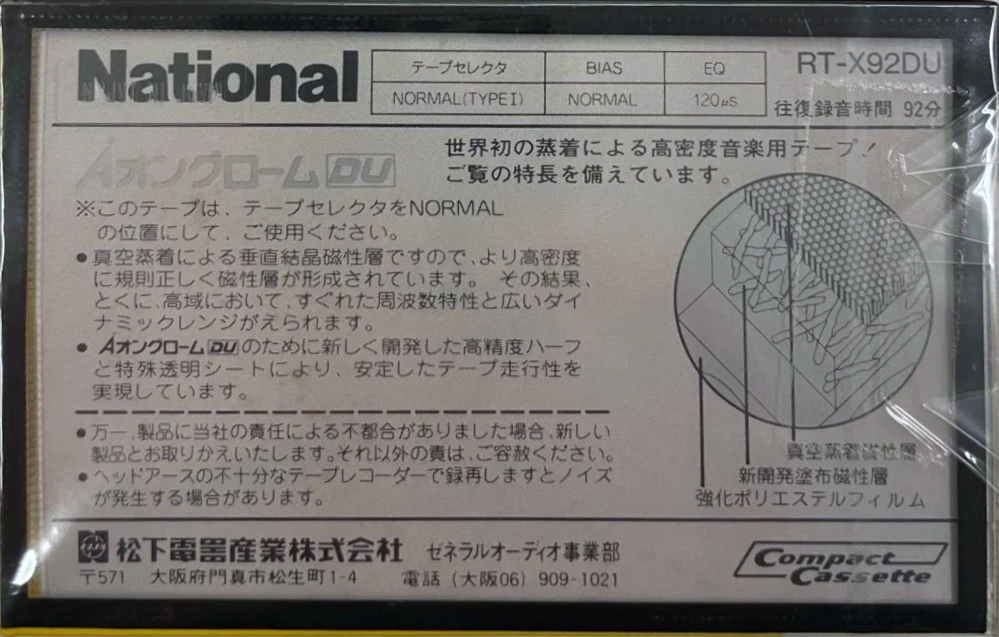 National
テープセレクタ BIAS EQ
NORMAL(TYPEⅠ) NORMAL 120μS
RT-X92DU
往復録音時間 92分
Åオングローム DU
世界初の蒸着による高密度音楽用テープ！
ご覧の特長を備えています。
※このテープは、テープセレクタをNORMAL
の位置にして、ご使用ください。
●真空蒸着による垂直結晶磁性層ですので、より高密度
に規則正しく磁性層が形成されています。その結果、
とくに、高域において、すぐれた周波数特性と広いダイ
ナミックレンジがえられます。
●Åオングローム DU のために新しく開発した高精度ハーフ
と特殊透明シートにより、安定したテープ走行性を
実現しています。
●万一、製品に当社の責任による不都合がありました場合、新しい
製品とお取りかえいたします。それ以外の責は、ご容赦ください。
●ヘッドアースの不十分なテープレコーダーで録再しますとノイズ
が発生する場合があります。
真空蒸着磁性層
新開発塗布磁性層
強化ポリエステルフィルム
松下電器産業株式会社 ゼネラルオーディオ事業部
〒571 大阪府門真市松生町1-4 電話（大阪06）909-1021
Compact
Cassette